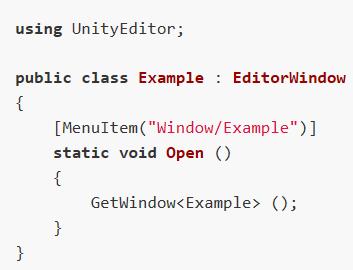 using UnityEditor;

public class Example : EditorWindow
{
    [MenuItem("Window/Example")]
    static void Open ()
    {
        GetWindow<Example> ();
    }
}